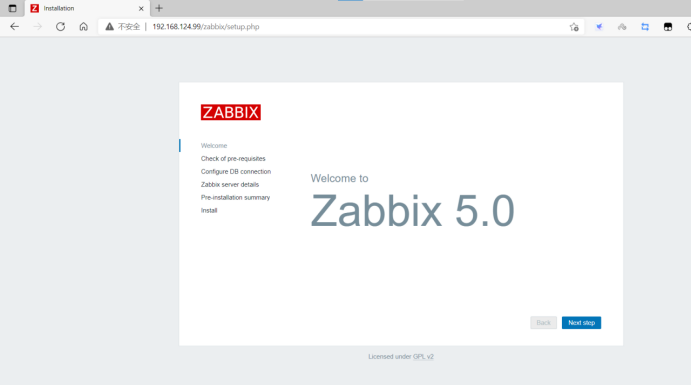 Installation
不安全 | 192.168.124.99/zabbix/setup.php
ZABBIX
Welcome
Check of pre-requisites
Configure DB connection
Zabbix server details
Pre-installation summary
Install
Welcome to
Zabbix 5.0
Back
Next step
Licensed under GPL v2